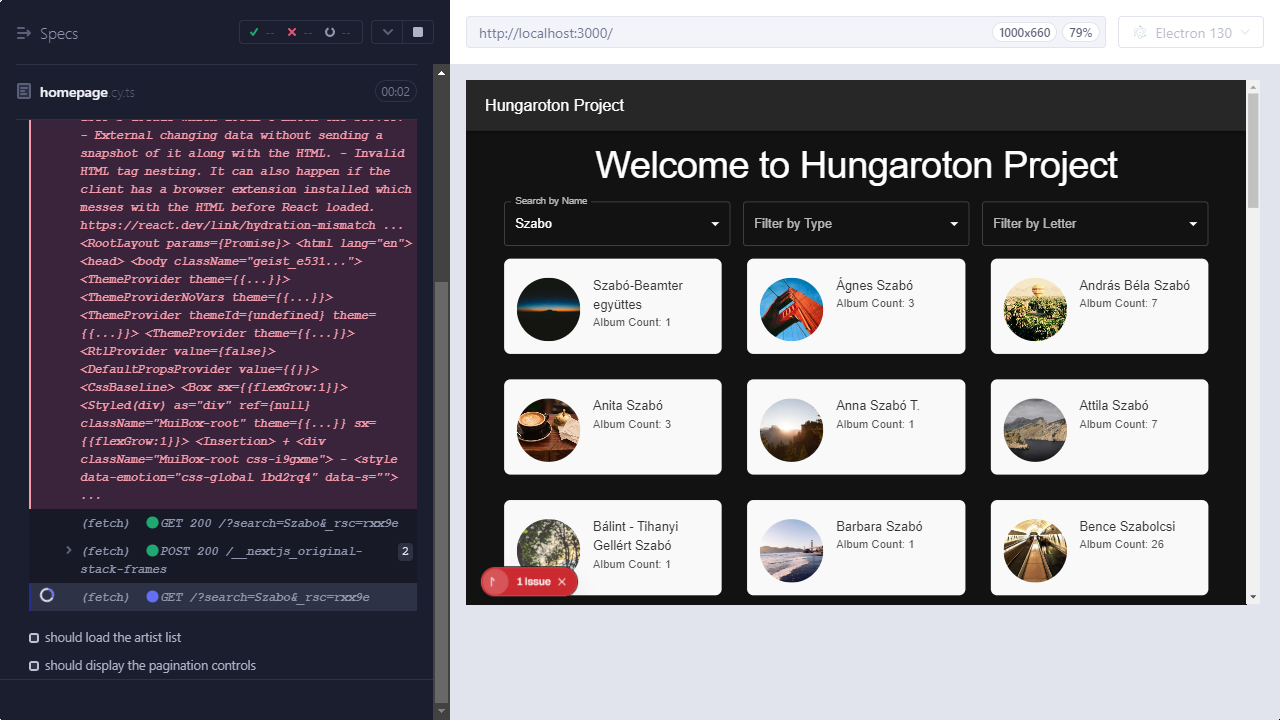 Specs
-- -- --
http://localhost:3000/
1000x660
79%
Electron 130
homepage.cy.ts
00:02
- External changing data without sending a
snapshot of it along with the HTML. - Invalid
HTML tag nesting. It can also happen if the
client has a browser extension installed which
messes with the HTML before React loaded.
https://react.dev/link/hydration-mismatch ...
<RootLayout params={Promise}> <html lang="en">
<head> <body className="geist_e531...">
<ThemeProvider theme={{...}}>
<ThemeProviderNoVars theme={{...}}>
<ThemeProvider themeId={undefined} theme=
{{...}}> <ThemeProvider theme={{...}}>
<RtlProvider value={false}>
<DefaultPropsProvider value={{}}>
<CssBaseline> <Box sx={{flexGrow:1}}>
<Styled(div) as="div" ref={null}
className="MuiBox-root" theme={{...}} sx=
{{flexGrow:1}}> <Insertion> + <div
className="MuiBox-root css-i9gxme"> - <style
data-emotion="css-global 1bd2rq4" data-s="">
...
(fetch) GET 200 /?search=Szabo&_rsc=rxx9e
(fetch) POST 200 /__nextjs_original-
stack-frames
2
(fetch) GET /?search=Szabo&_rsc=rxx9e
should load the artist list
should display the pagination controls
Hungaroton Project
Welcome to Hungaroton Project
Search by Name
Szabo
Filter by Type
Filter by Letter
Szabó-Beamter
együttes
Album Count: 1
Ágnes Szabó
Album Count: 3
András Béla Szabó
Album Count: 7
Anita Szabó
Album Count: 3
Anna Szabó T.
Album Count: 1
Attila Szabó
Album Count: 7
Bálint - Tihanyi
Gellért Szabó
Album Count: 1
Barbara Szabó
Album Count: 1
Bence Szabolcsi
Album Count: 26
1 Issue